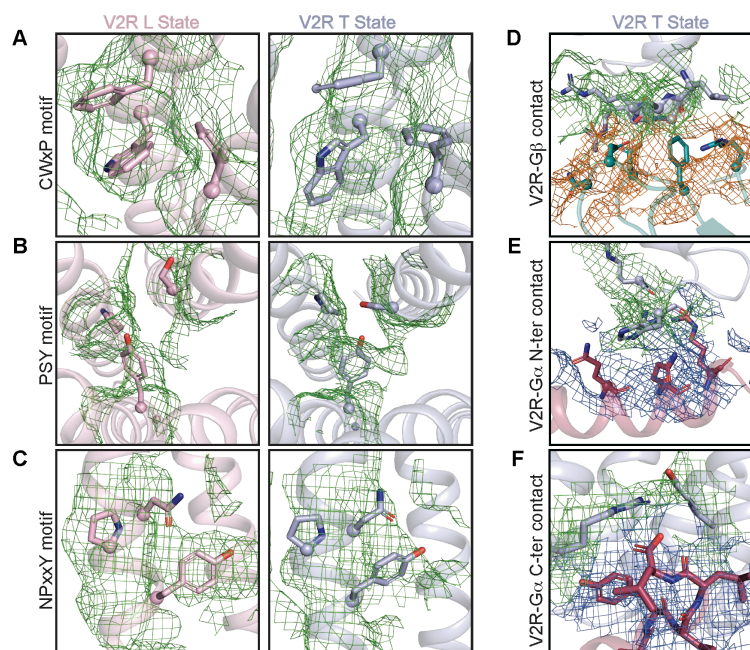 V2R L State
V2R T State
V2R T State
A
CWxP motif
D
V2R-Gβ contact
B
PSY motif
E
V2R-Gα N-ter contact
C
NPxxY motif
F
V2R-Gα C-ter contact